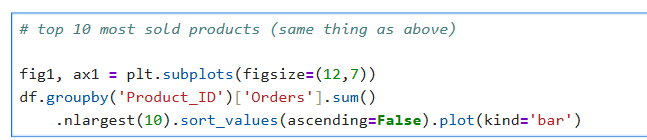 # top 10 most sold products (same thing as above)
fig1, ax1 = plt.subplots(figsize=(12,7))
df.groupby('Product_ID')['Orders'].sum()
.nlargest(10).sort_values(ascending=False).plot(kind='bar')